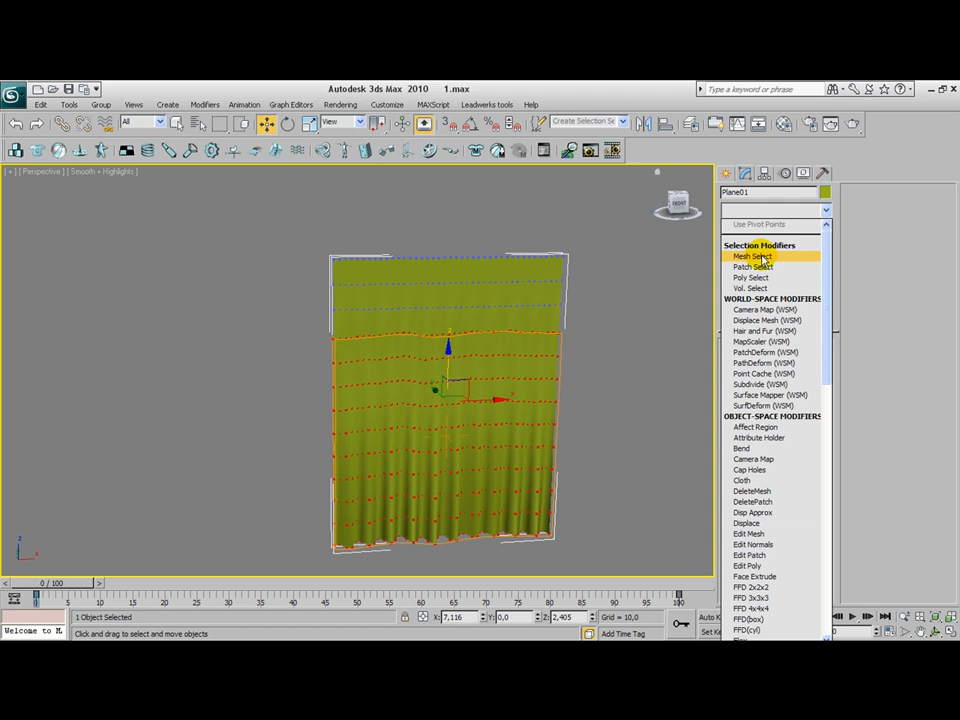 Autodesk 3ds Max 2010 1.max
Type a keyword or phrase
Edit Tools Group Views Create Modifiers Animation Graph Editors Rendering Customize MAXScript Leadwerks tools Help
All View Create Selection Se
[ + ] [ Perspective ] [ Smooth + Highlights ]
FRONT
Plane01
Use Pivot Points
Selection Modifiers
Mesh Select
Patch Select
Poly Select
Vol. Select
WORLD-SPACE MODIFIERS
Camera Map (WSM)
Displace Mesh (WSM)
Hair and Fur (WSM)
MapScaler (WSM)
PatchDeform (WSM)
PathDeform (WSM)
Point Cache (WSM)
Subdivide (WSM)
Surface Mapper (WSM)
SurfDeform (WSM)
OBJECT-SPACE MODIFIERS
Affect Region
Attribute Holder
Bend
Camera Map
Cap Holes
Cloth
DeleteMesh
DeletePatch
Disp Approx
Displace
Edit Mesh
Edit Normals
Edit Patch
Edit Poly
Face Extrude
FFD 2x2x2
FFD 3x3x3
FFD 4x4x4
FFD(box)
FFD(cyl)
z
x
0 / 100
0 5 10 15 20 25 30 35 40 45 50 55 60 65 70 75 80 85 90 95 100
1 Object Selected X: 7,116 Y: 0,0 Z: 2,405 Grid = 10,0 Auto K
Welcome to M Click and drag to select and move objects Add Time Tag Set Ke